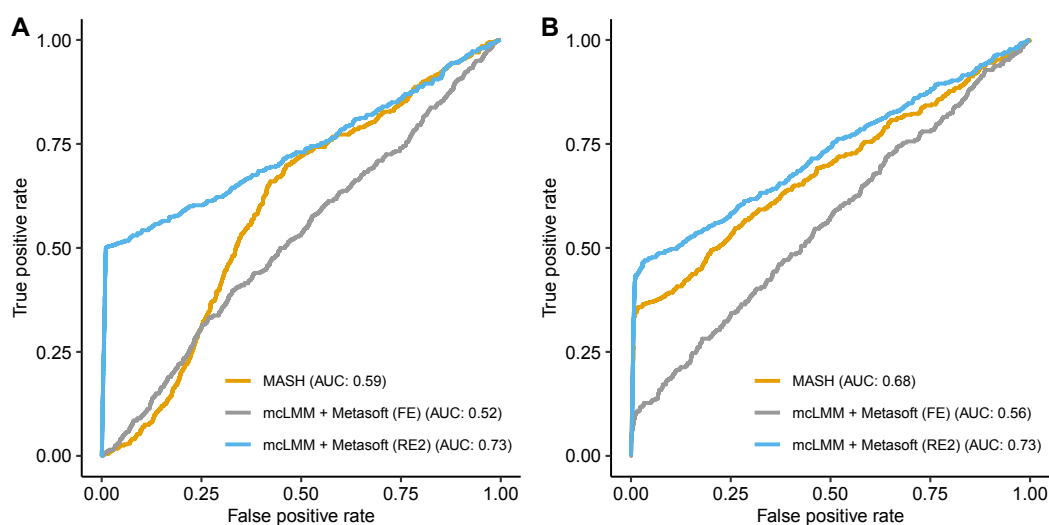 A
1.00
0.75
0.50
0.25
0.00
True positive rate
MASH (AUC: 0.59)
mcLMM + Metasoft (FE) (AUC: 0.52)
mcLMM + Metasoft (RE2) (AUC: 0.73)
0.00 0.25 0.50 0.75 1.00
False positive rate
B
1.00
0.75
0.50
0.25
0.00
True positive rate
MASH (AUC: 0.68)
mcLMM + Metasoft (FE) (AUC: 0.56)
mcLMM + Metasoft (RE2) (AUC: 0.73)
0.00 0.25 0.50 0.75 1.00
False positive rate